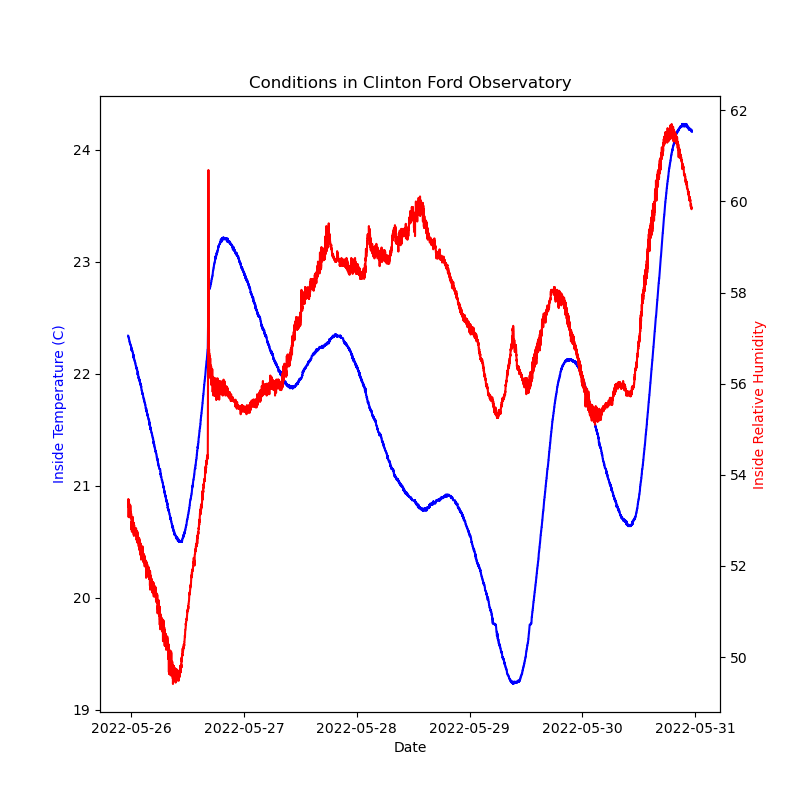 Conditions in Clinton Ford Observatory
Inside Temperature (C)
24
23
22
21
20
19
62
60
58
56
54
52
50
Inside Relative Humidity
2022-05-26 2022-05-27 2022-05-28 2022-05-29 2022-05-30 2022-05-31
Date